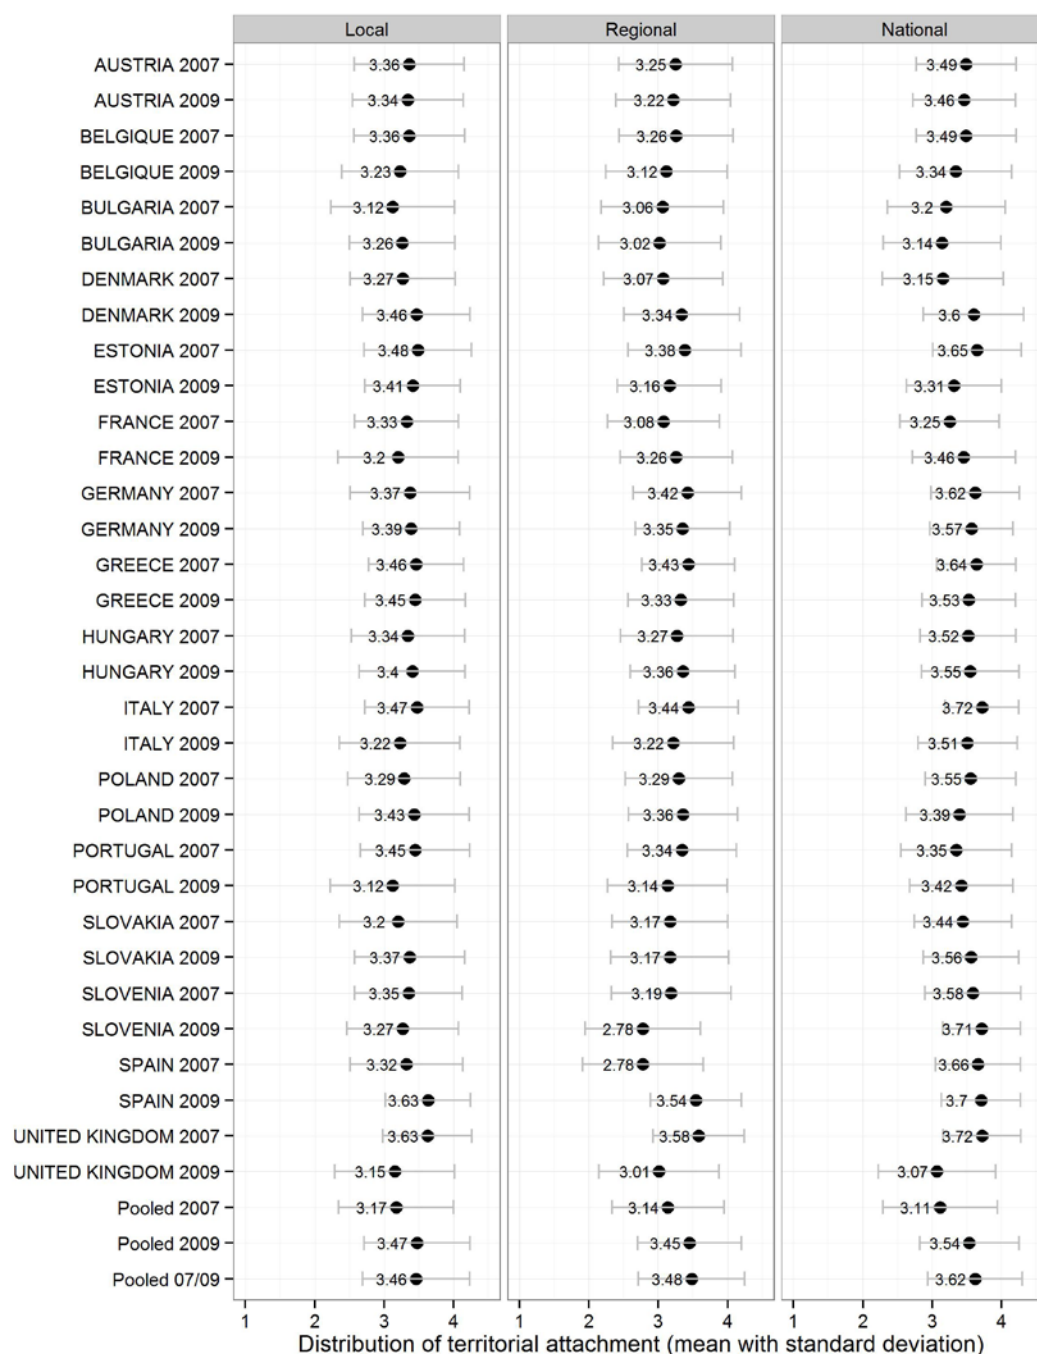 Local Regional National
AUSTRIA 2007 3.36 3.25 3.49
AUSTRIA 2009 3.34 3.22 3.46
BELGIQUE 2007 3.36 3.26 3.49
BELGIQUE 2009 3.23 3.12 3.34
BULGARIA 2007 3.12 3.06 3.2
BULGARIA 2009 3.26 3.02 3.14
DENMARK 2007 3.27 3.07 3.15
DENMARK 2009 3.46 3.34 3.6
ESTONIA 2007 3.48 3.38 3.65
ESTONIA 2009 3.41 3.16 3.31
FRANCE 2007 3.33 3.08 3.25
FRANCE 2009 3.2 3.26 3.46
GERMANY 2007 3.37 3.42 3.62
GERMANY 2009 3.39 3.35 3.57
GREECE 2007 3.46 3.43 3.64
GREECE 2009 3.45 3.33 3.53
HUNGARY 2007 3.34 3.27 3.52
HUNGARY 2009 3.4 3.36 3.55
ITALY 2007 3.47 3.44 3.72
ITALY 2009 3.22 3.22 3.51
POLAND 2007 3.29 3.29 3.55
POLAND 2009 3.43 3.36 3.39
PORTUGAL 2007 3.45 3.34 3.35
PORTUGAL 2009 3.12 3.14 3.42
SLOVAKIA 2007 3.2 3.17 3.44
SLOVAKIA 2009 3.37 3.17 3.56
SLOVENIA 2007 3.35 3.19 3.58
SLOVENIA 2009 3.27 2.78 3.71
SPAIN 2007 3.32 2.78 3.66
SPAIN 2009 3.63 3.54 3.7
UNITED KINGDOM 2007 3.63 3.58 3.72
UNITED KINGDOM 2009 3.15 3.01 3.07
Pooled 2007 3.17 3.14 3.11
Pooled 2009 3.47 3.45 3.54
Pooled 07/09 3.46 3.48 3.62
1 2 3 4 1 2 3 4 1 2 3 4
Distribution of territorial attachment (mean with standard deviation)